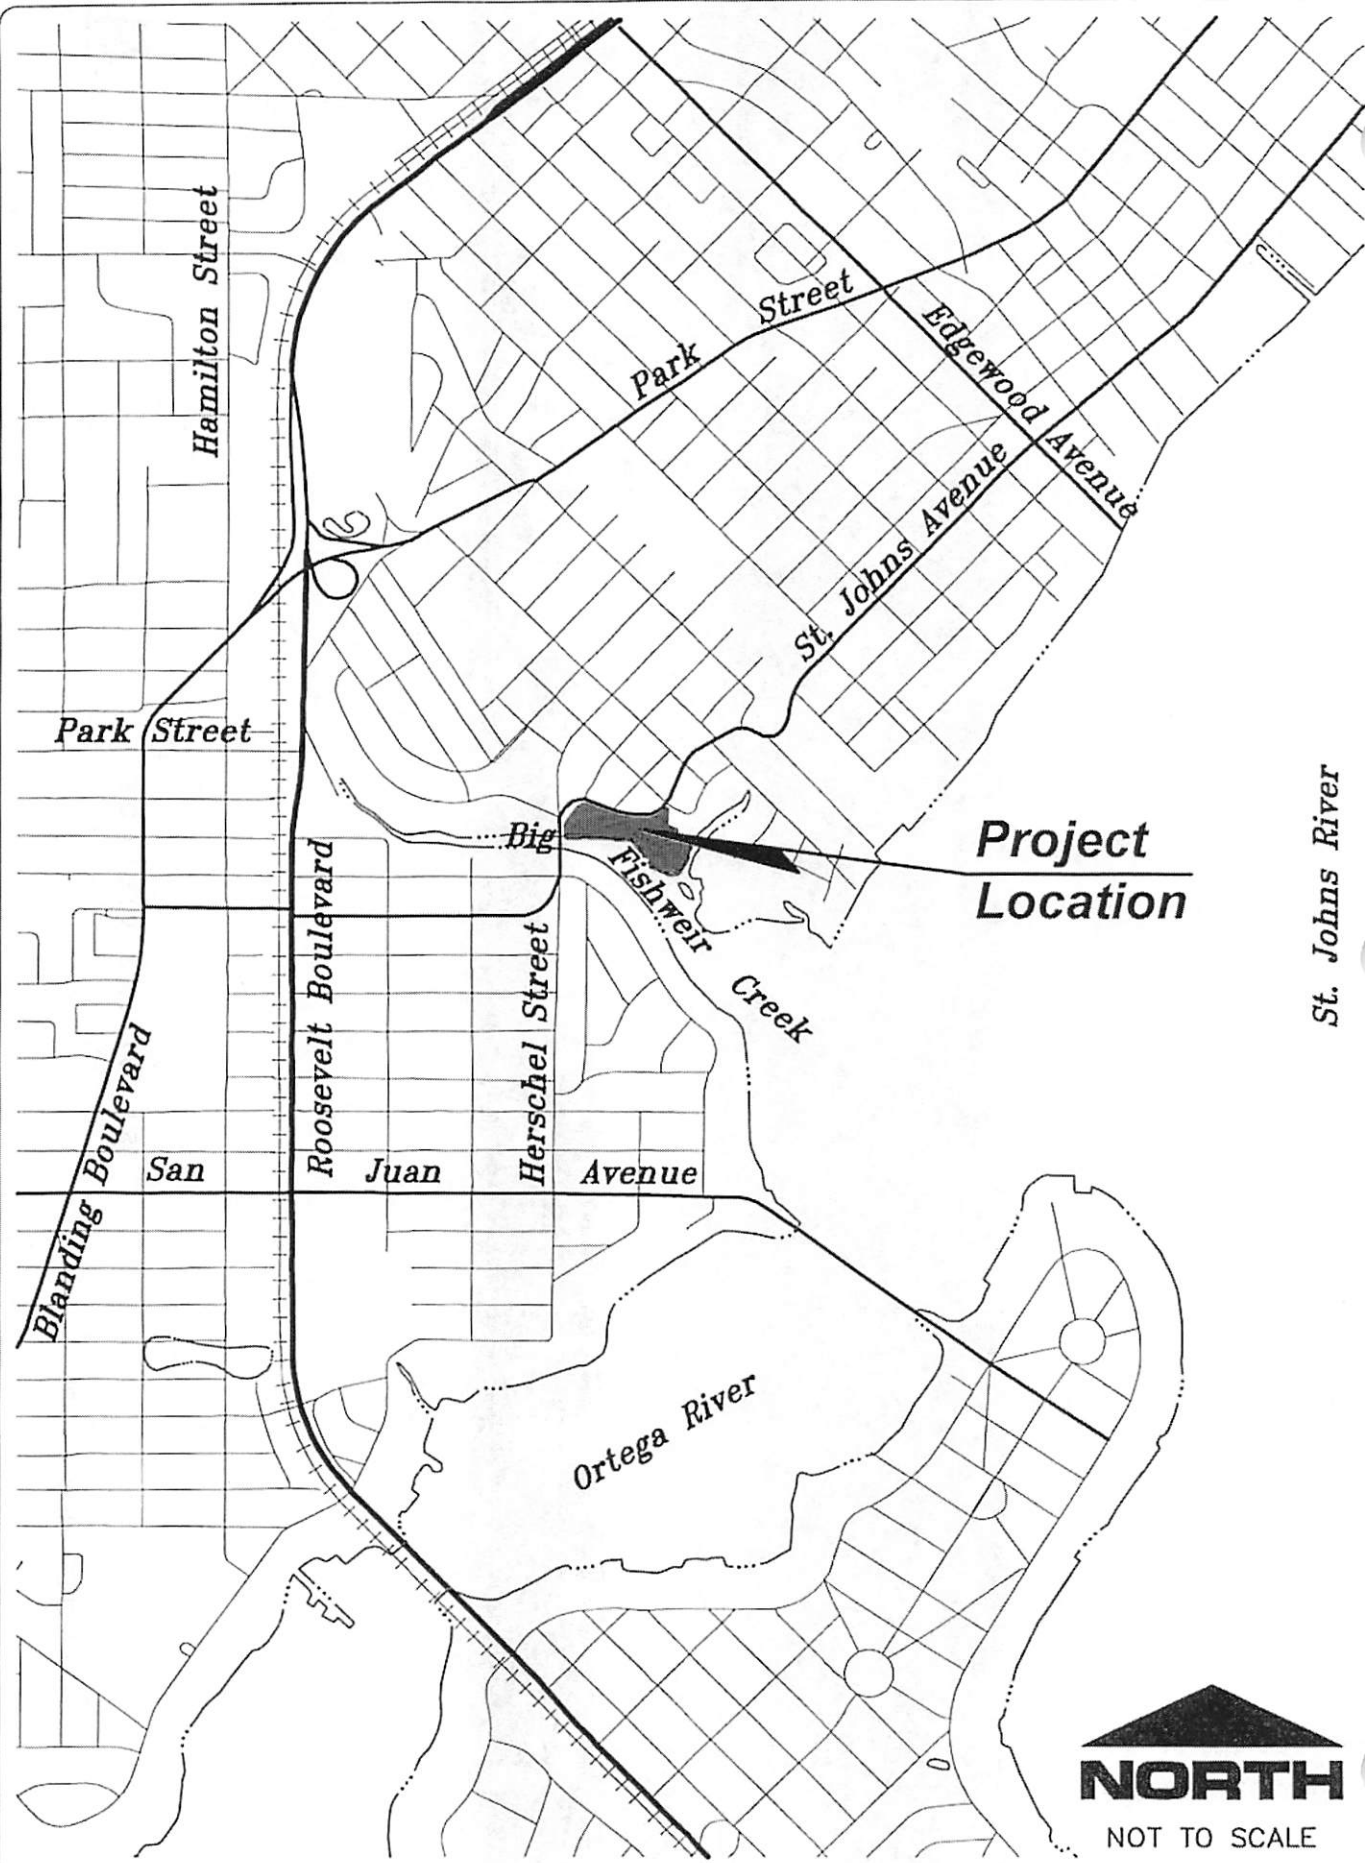 Hamilton Street
Park Street
Edgewood Avenue
St. Johns Avenue
Park Street
Big Fishweir Creek
Project
Location
St. Johns River
Roosevelt Boulevard
Herschel Street
Blanding Boulevard
San Juan Avenue
Ortega River
NORTH
NOT TO SCALE